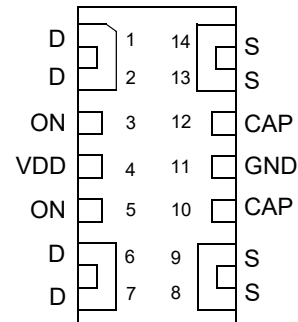 D 1 14 S
D 2 13 S
ON 3 12 CAP
VDD 4 11 GND
ON 5 10 CAP
D 6 9 S
D 7 8 S